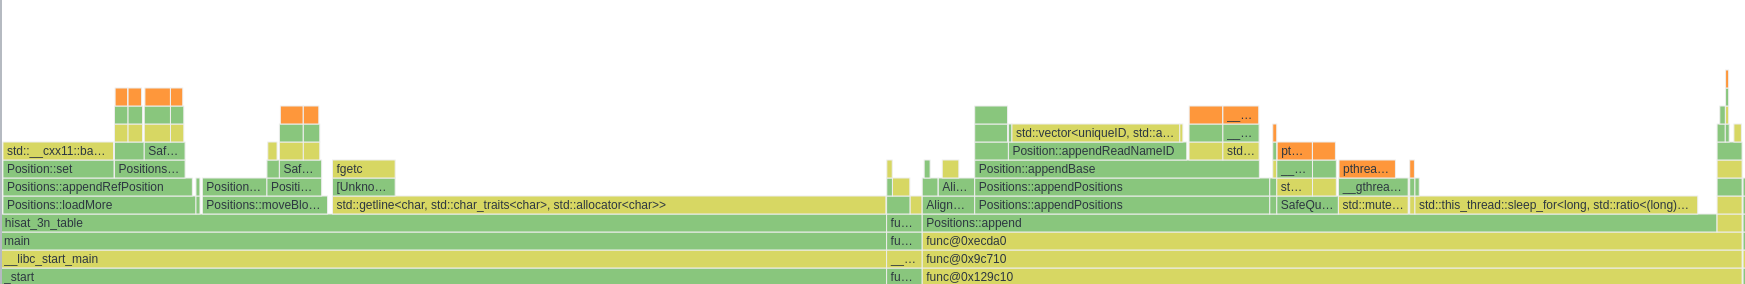 __...
std::vector<uniqueID, std::a...
__...
std::__cxx11::ba...
Saf...
Position::appendReadNameID
std...
pt...
Position::set
Positions...
Saf...
fgetc
Position::appendBase
__...
pthrea...
Positions::appendRefPosition
Position...
Positi...
[Unkno...
Ali...
Positions::appendPositions
st...
__gthrea...
Positions::loadMore
Positions::moveBlo...
std::getline<char, std::char_traits<char>, std::allocator<char>>
Align...
Positions::appendPositions
SafeQu...
std::mute...
std::this_thread::sleep_for<long, std::ratio<(long)...
hisat_3n_table
fu...
Positions::append
main
fu...
func@0xecda0
__libc_start_main
__...
func@0x9c710
_start
fu...
func@0x129c10